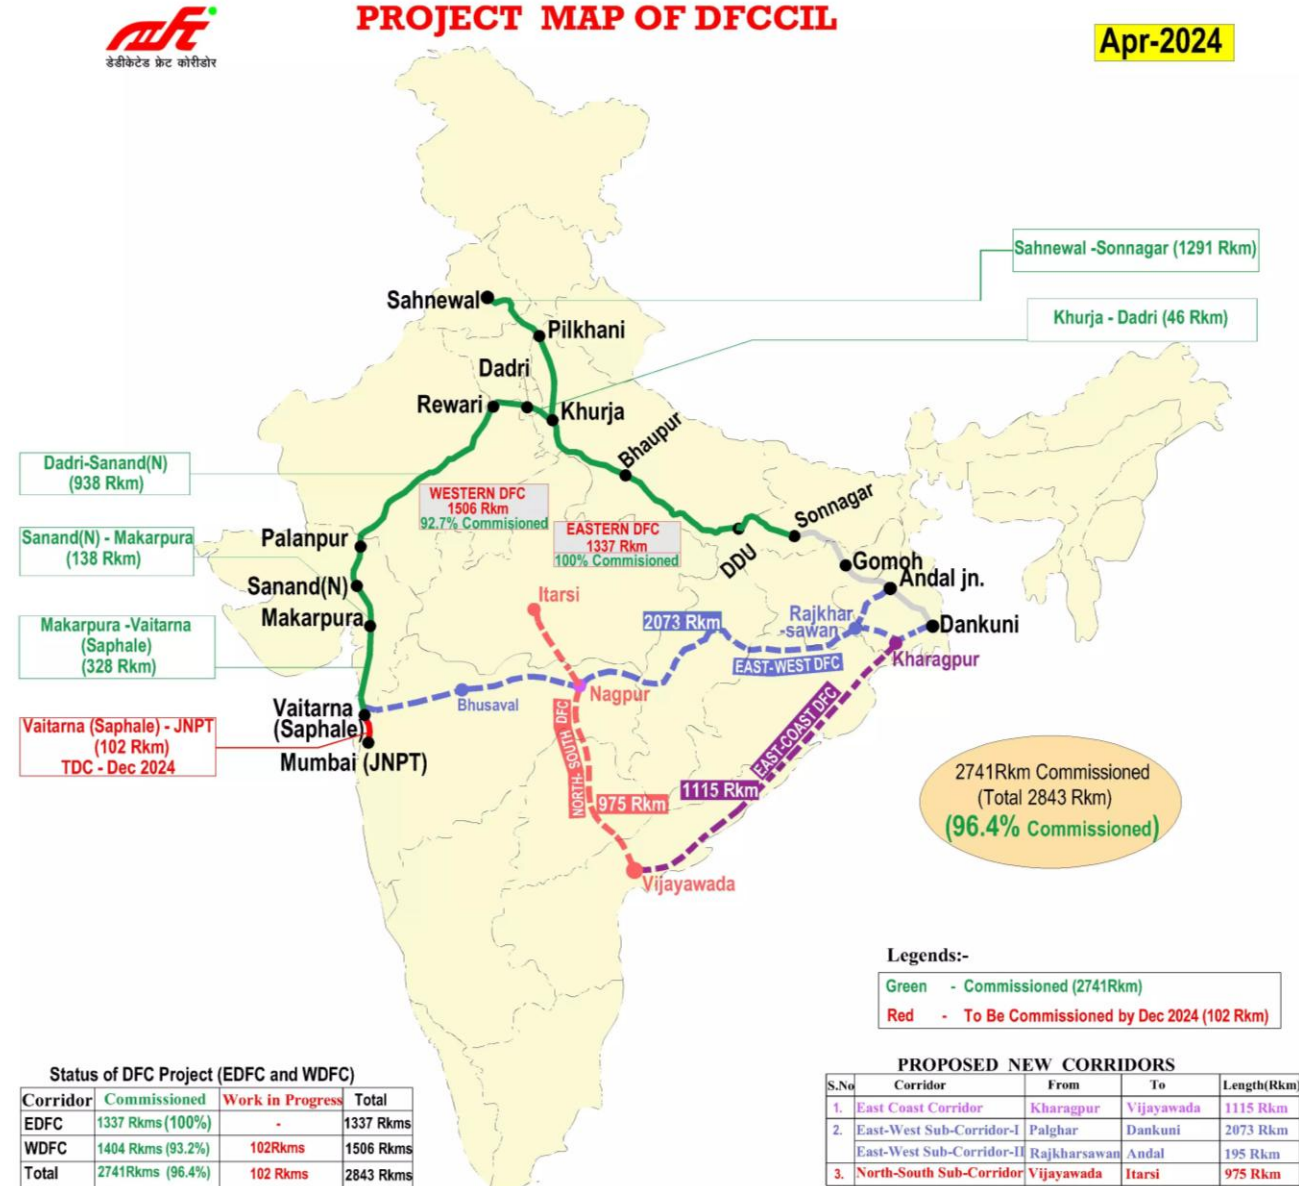 PROJECT MAP OF DFCCIL
Apr-2024
डेडीकेटेड फ्रेट कोरीडोर
Sahnewal -Sonnagar (1291 Rkm)
Khurja - Dadri (46 Rkm)
Sahnewal
Pilkhani
Dadri
Rewari
Khurja
Bhaupur
Dadri-Sanand(N)
(938 Rkm)
WESTERN DFC
1506 Rkm
92.7% Commisioned
EASTERN DFC
1337 Rkm
100% Commisioned
Sonnagar
DDU
Sanand(N) - Makarpura
(138 Rkm)
Palanpur
Sanand(N)
Makarpura
Gomoh
Andal jn.
Itarsi
Rajkhar
-sawan
2073 Rkm
Dankuni
EAST-WEST DFC
Kharagpur
Makarpura -Vaitarna
(Saphale)
(328 Rkm)
Nagpur
Bhusaval
Vaitarna
(Saphale)
Mumbai (JNPT)
Vaitarna (Saphale) - JNPT
(102 Rkm)
TDC - Dec 2024
NORTH- SOUTH DFC
975 Rkm
EAST-COAST DFC
1115 Rkm
Vijayawada
2741Rkm Commissioned
(Total 2843 Rkm)
(96.4% Commissioned)
Legends:-
Green - Commissioned (2741Rkm)
Red - To Be Commissioned by Dec 2024 (102 Rkm)
Status of DFC Project (EDFC and WDFC)
Corridor Commissioned Work in Progress Total
EDFC 1337 Rkms (100%) - 1337 Rkms
WDFC 1404 Rkms (93.2%) 102Rkms 1506 Rkms
Total 2741Rkms (96.4%) 102 Rkms 2843 Rkms
PROPOSED NEW CORRIDORS
S.No Corridor From To Length(Rkm)
1. East Coast Corridor Kharagpur Vijayawada 1115 Rkm
2. East-West Sub-Corridor-I Palghar Dankuni 2073 Rkm
East-West Sub-Corridor-II Rajkharsawan Andal 195 Rkm
3. North-South Sub-Corridor Vijayawada Itarsi 975 Rkm